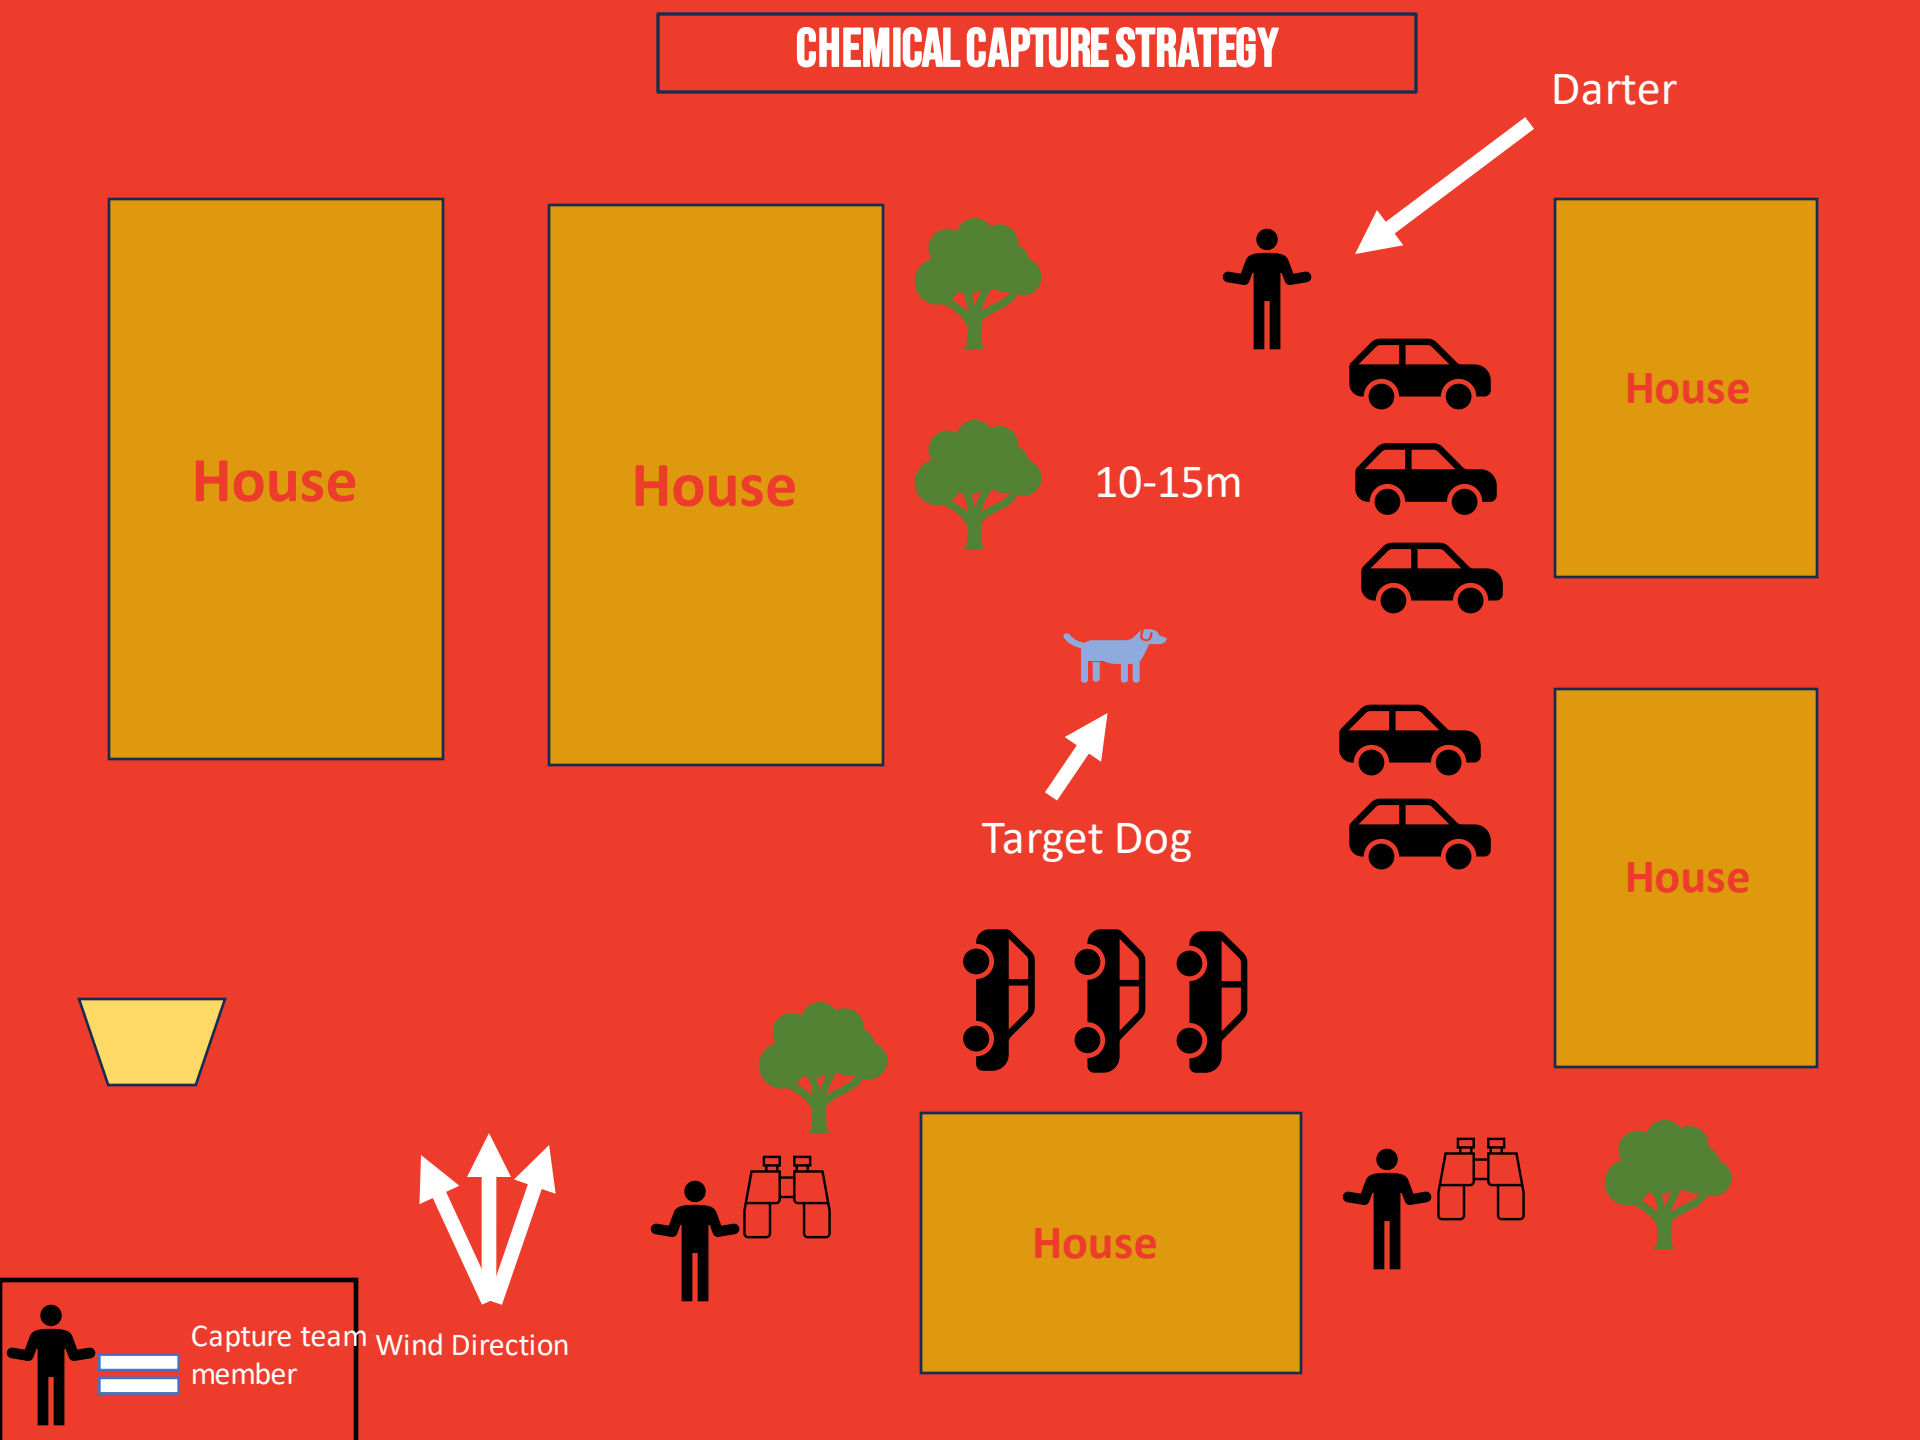 CHEMICAL CAPTURE STRATEGY
Darter
House
House
House
10-15m
Target Dog
House
House
Capture team
member
Wind Direction